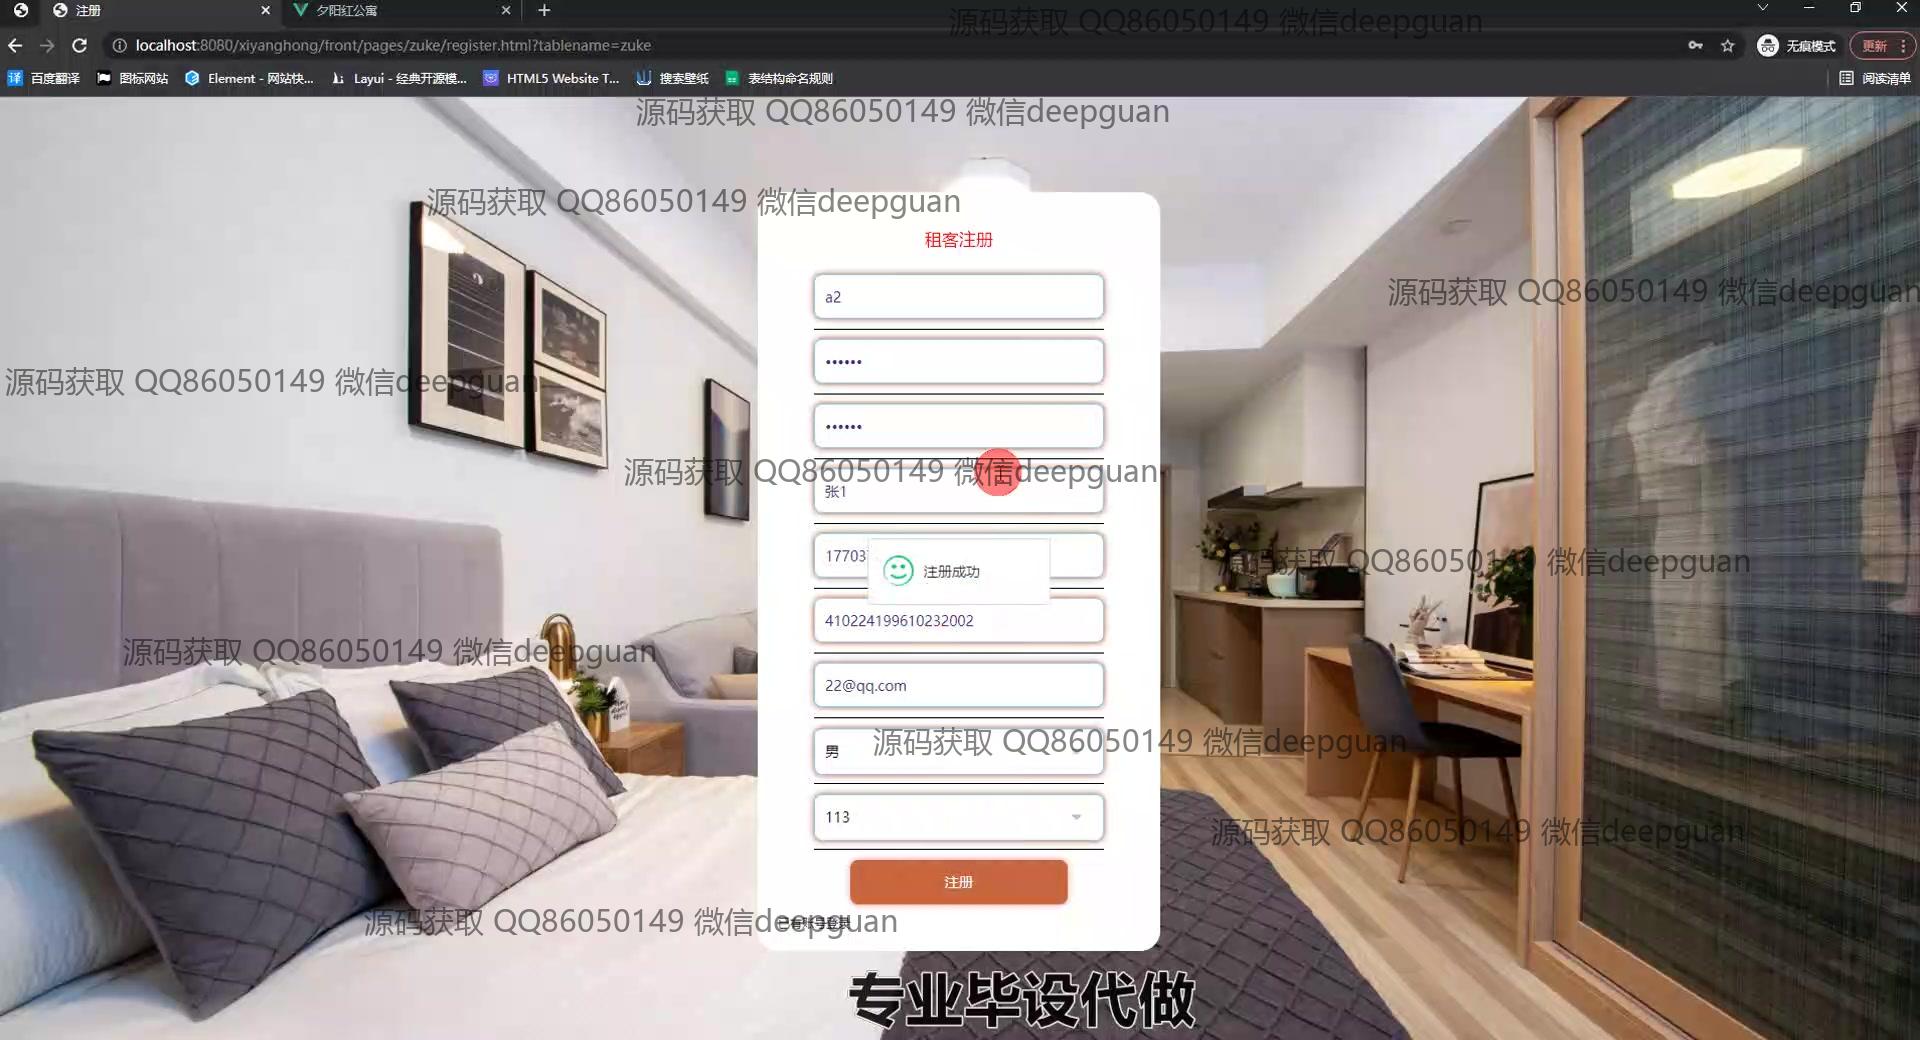 注册
夕阳红公寓
localhost:8080/xiyanghong/front/pages/zuke/register.html?tablename=zuke
无痕模式
更新
百度翻译
图标网站
Element - 网站快...
Layui - 经典开源模...
HTML5 Website T...
搜索壁纸
表结构命名规则
阅读清单
源码获取 QQ86050149 微信deepguan
源码获取 QQ86050149 微信deepguan
源码获取 QQ86050149 微信deepguan
租客注册
a2
源码获取 QQ86050149 微信deepguan
••••••
源码获取 QQ86050149 微信deepguan
••••••
源码获取 QQ86050149 微信deepguan
张1
17703
注册成功
源码获取 QQ86050149 微信deepguan
410224199610232002
源码获取 QQ86050149 微信deepguan
22@qq.com
男
源码获取 QQ86050149 微信deepguan
113
源码获取 QQ86050149 微信deepguan
注册
源码获取 QQ86050149 微信deepguan
专业毕设代做